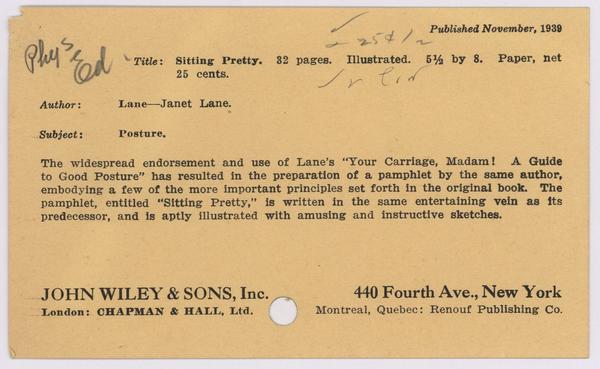 Published November, 1939
Phys Ed
25¢
Title: Sitting Pretty. 32 pages. Illustrated. 5½ by 8. Paper, net
25 cents.
Author: Lane—Janet Lane.
Subject: Posture.
The widespread endorsement and use of Lane's "Your Carriage, Madam! A Guide
to Good Posture" has resulted in the preparation of a pamphlet by the same author,
embodying a few of the more important principles set forth in the original book. The
pamphlet, entitled "Sitting Pretty," is written in the same entertaining vein as its
predecessor, and is aptly illustrated with amusing and instructive sketches.
JOHN WILEY & SONS, Inc. 440 Fourth Ave., New York
London: CHAPMAN & HALL, Ltd. Montreal, Quebec: Renouf Publishing Co.